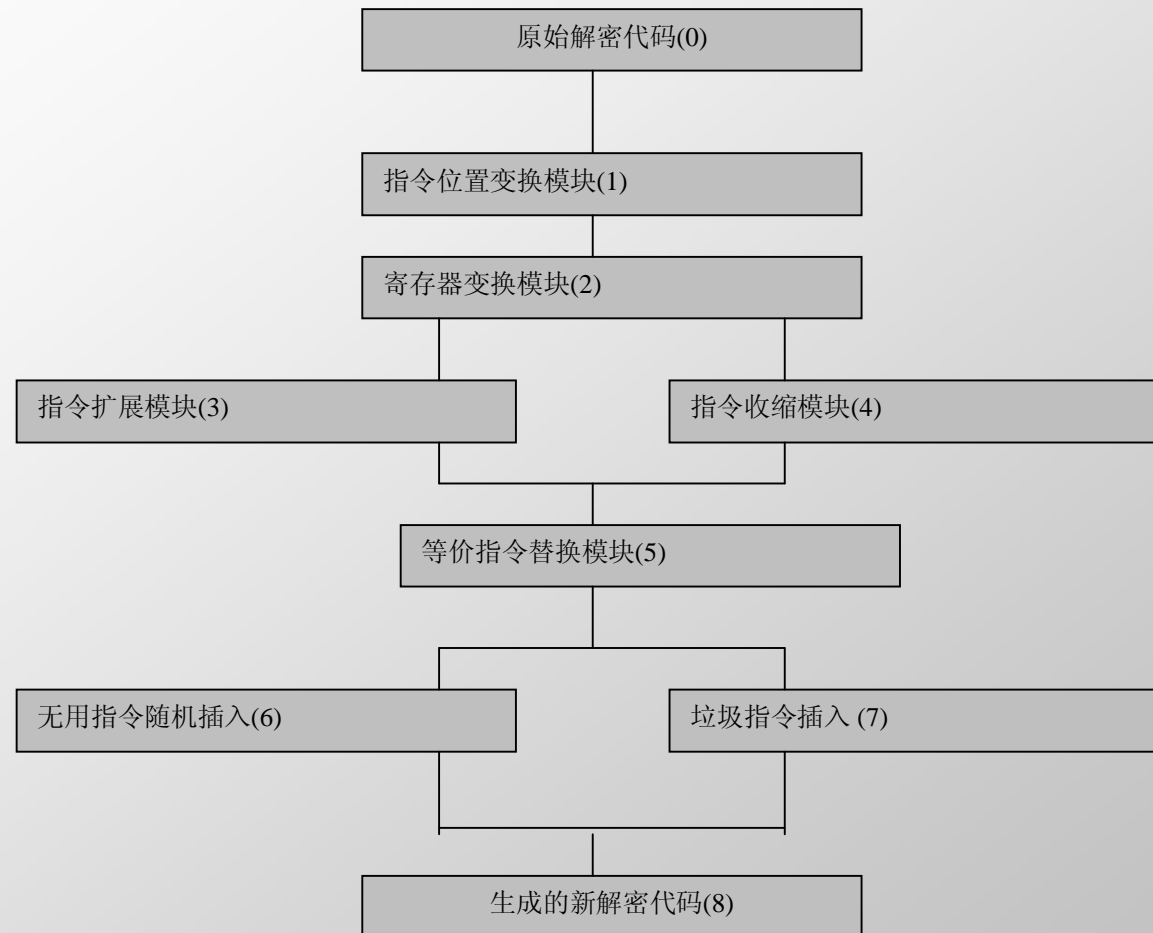 原始解密代码(0)
指令位置变换模块(1)
寄存器变换模块(2)
指令扩展模块(3)
指令收缩模块(4)
等价指令替换模块(5)
无用指令随机插入(6)
垃圾指令插入 (7)
生成的新解密代码(8)